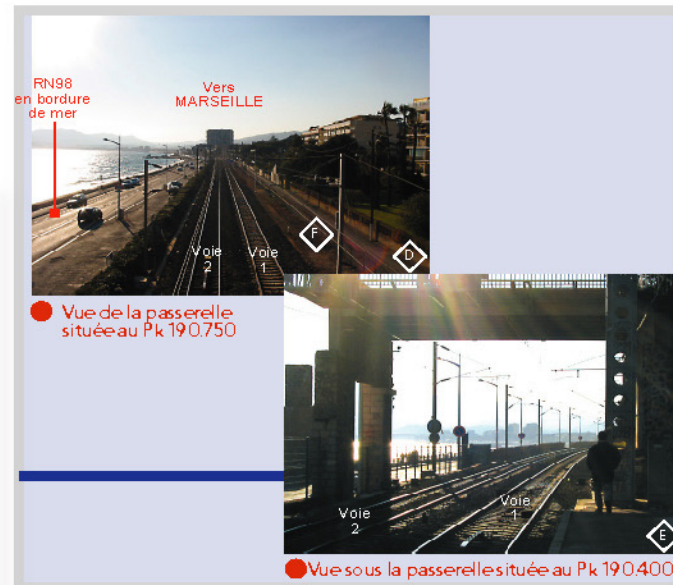 RN98
en bordure
de mer
Vers
MARSEILLE
F
D
Voie
2
Voie
1
Vue de la passerelle
située au Pk 190.750
Voie
2
Voie
1
E
Vue sous la passerelle située au Pk 190.400